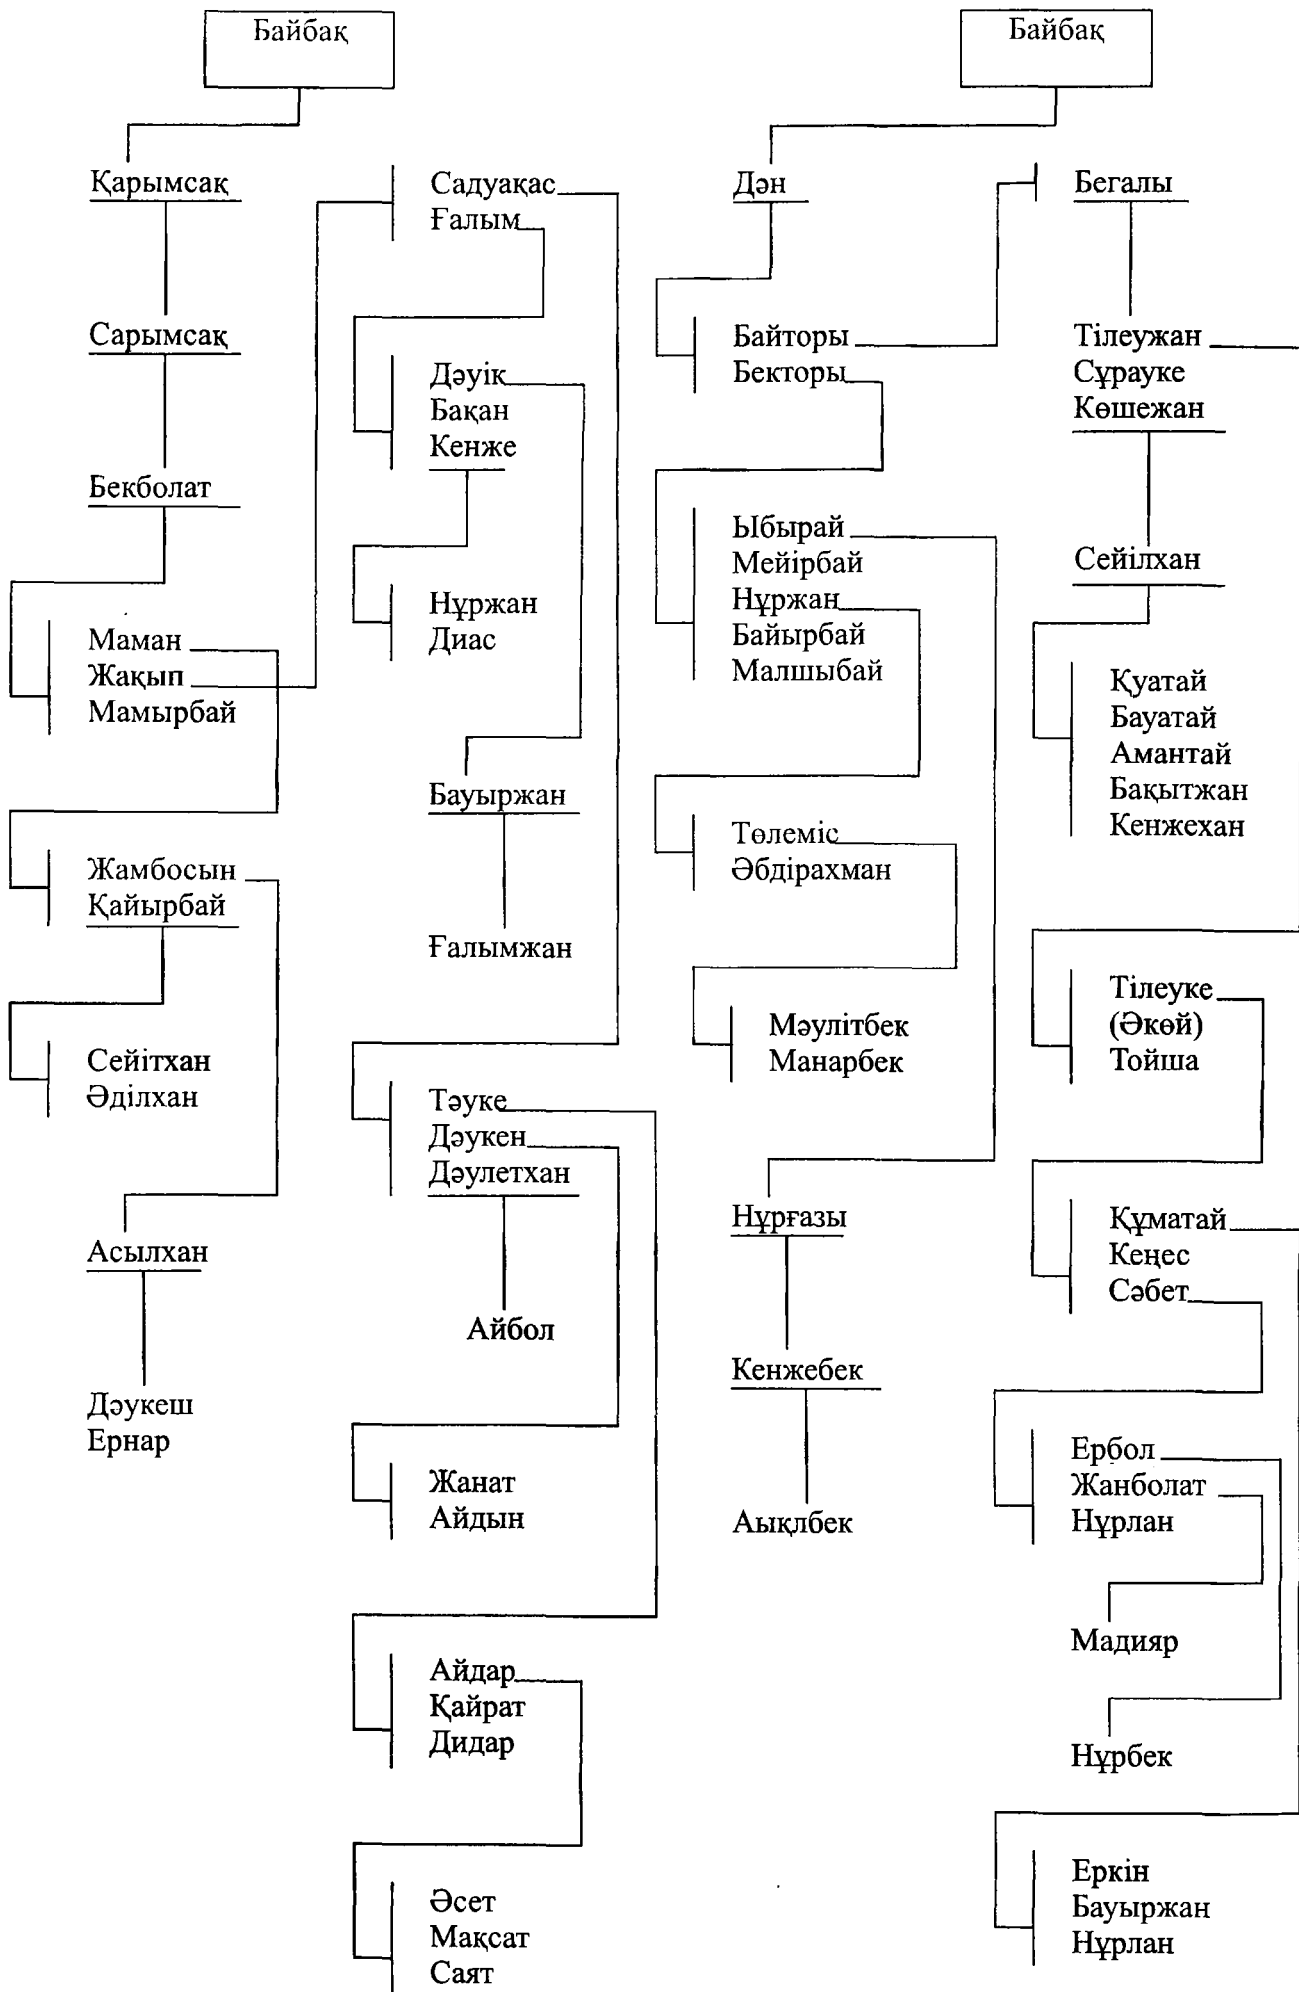 Байбақ
Қарымсақ
Сарымсақ
Бекболат
Маман
Жақып
Мамырбай
Жамбосын
Қайырбай
Сейітхан
Әділхан
Асылхан
Дәукеш
Ернар
Садуақас
Ғалым
Дәуік
Бақан
Кенже
Нұржан
Диас
Бауыржан
Ғалымжан
Тәуке
Дәукен
Дәулетхан
Айбол
Жанат
Айдын
Айдар
Қайрат
Дидар
Әсет
Мақсат
Саят
Байбақ
Дән
Байторы
Бекторы
Ыбырай
Мейірбай
Нұржан
Байырбай
Малшыбай
Төлеміс
Әбдірахман
Мәулітбек
Манарбек
Нұрғазы
Кенжебек
Аықлбек
Бегалы
Тілеужан
Сұрауке
Көшежан
Сейілхан
Қуатай
Бауатай
Амантай
Бақытжан
Кенжехан
Тілеуке
(Әкөй)
Тойша
Құматай
Кеңес
Сәбет
Ербол
Жанболат
Нұрлан
Мадияр
Нұрбек
Еркін
Бауыржан
Нұрлан